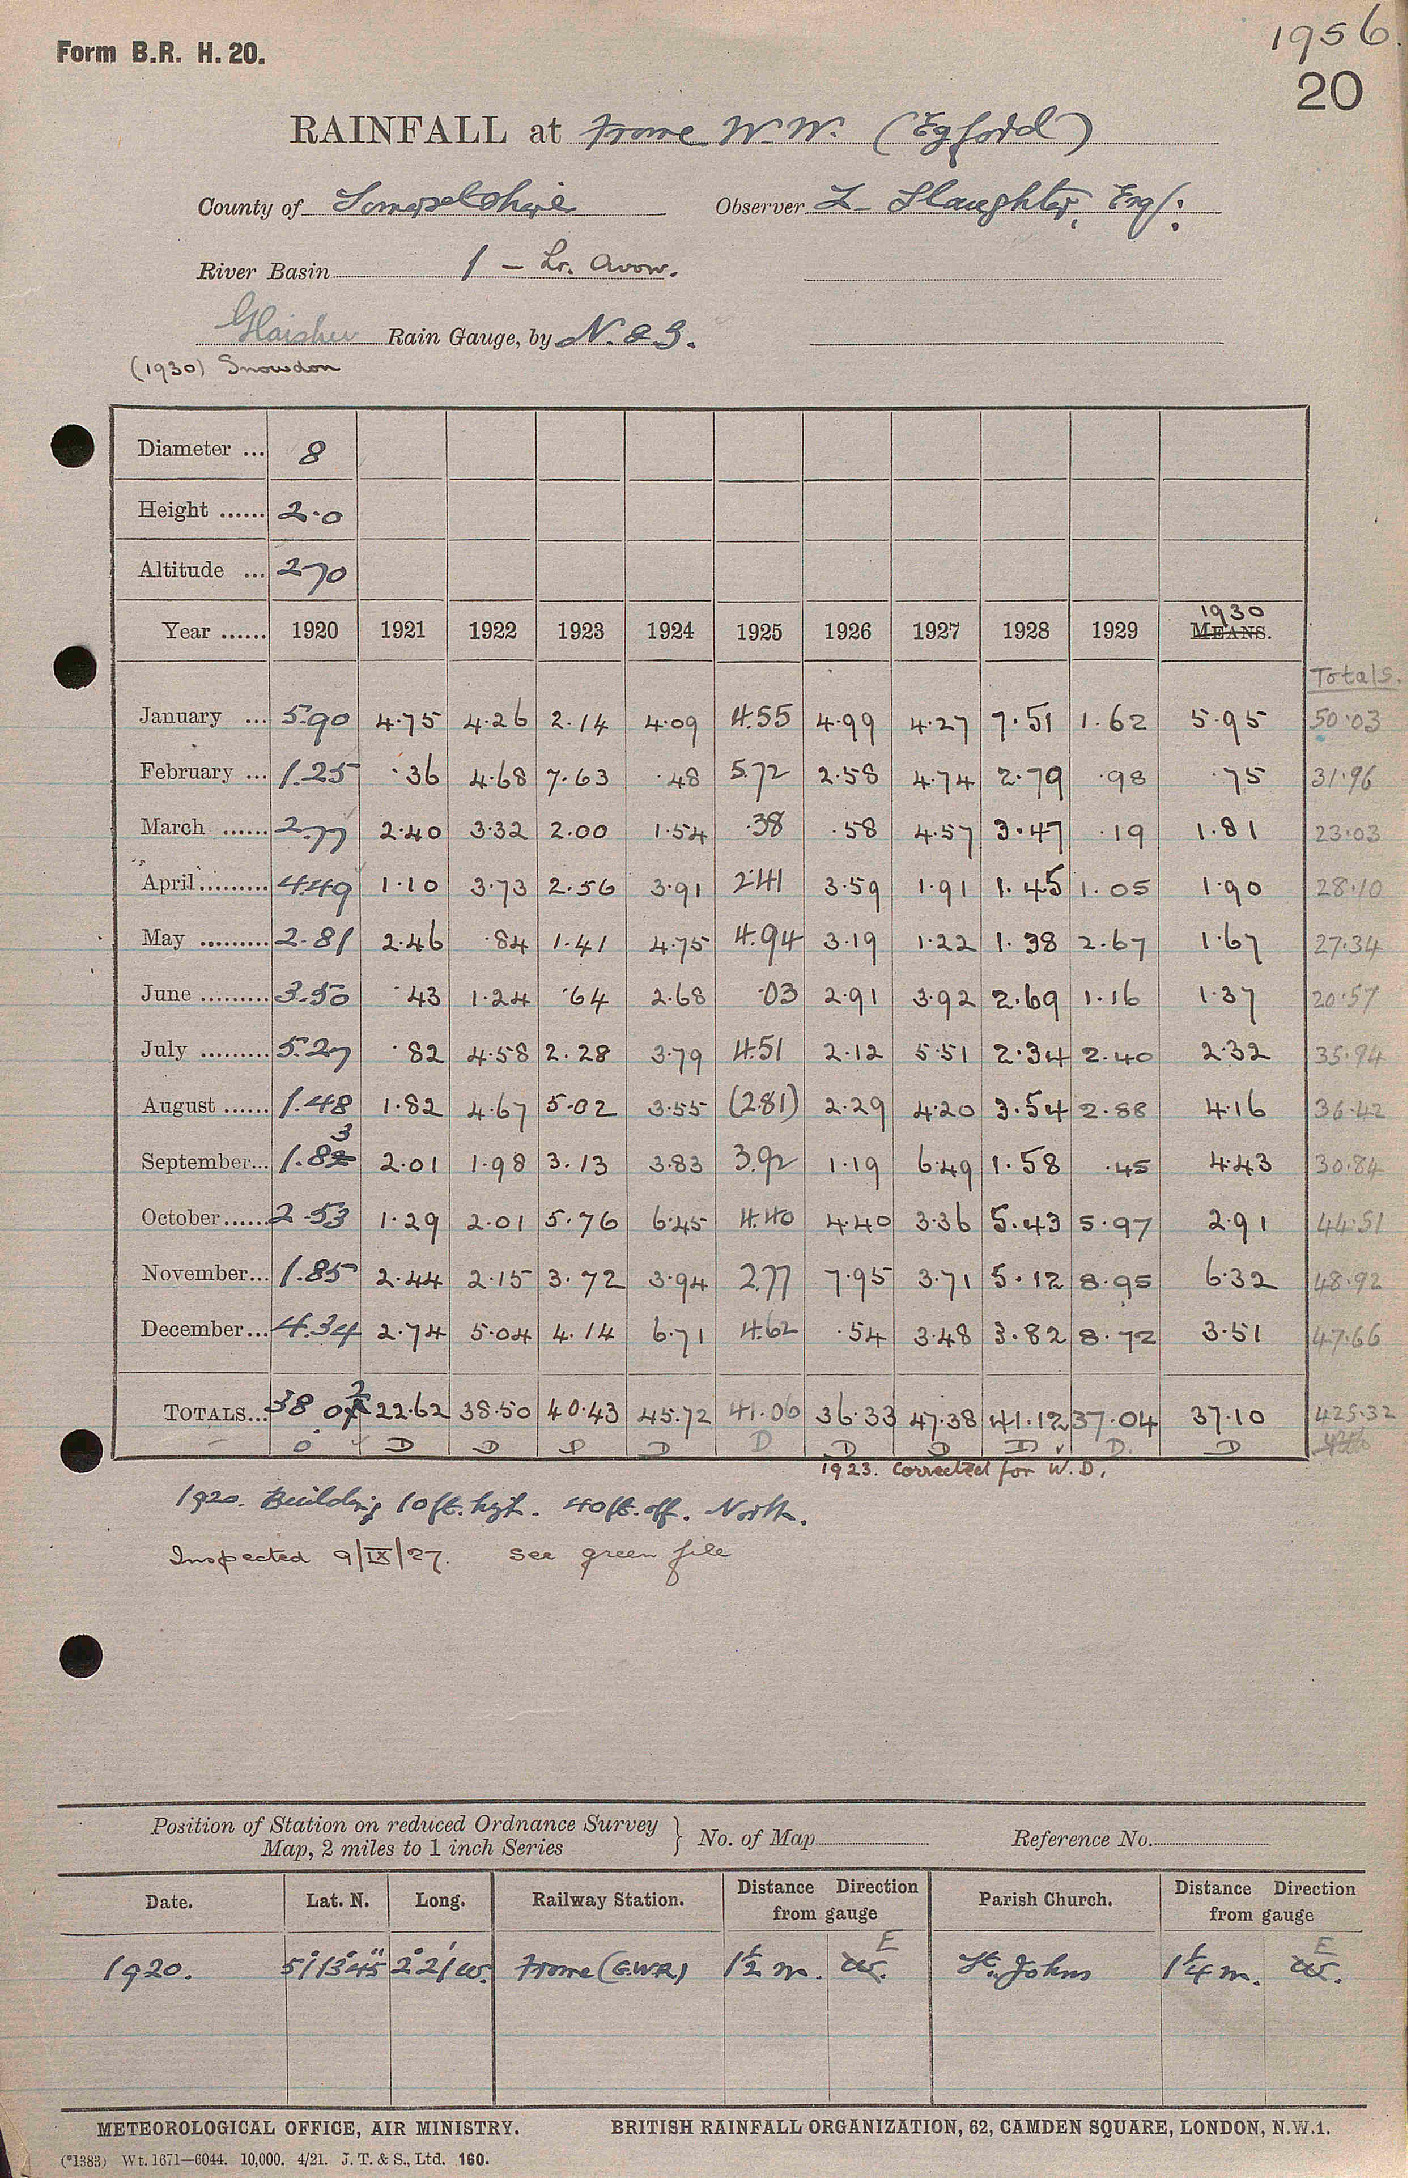 1956.
Form B.R. H. 20.
20
RAINFALL at Frome W.W. (Egford)
County of Somersetshire Observer L Slaughter, Esq:
River Basin 1 - Lr. Avon.
Glaisher Rain Gauge, by N. & Z.
(1930) Snowdon
Diameter ... 8
Height ...... 2.0
Altitude ... 270
Year ...... 1920 1921 1922 1923 1924 1925 1926 1927 1928 1929 1930 MEANS.
Totals.
January ... 5.90 4.75 4.26 2.14 4.09 4.55 4.99 4.27 7.51 1.62 5.95 50.03
February ... 1.25 .36 4.68 7.63 .48 5.72 2.58 4.74 2.79 .98 .75 31.96
March ...... 2.77 2.40 3.32 2.00 1.54 .38 .58 4.57 3.47 .19 1.81 23.03
April ......... 4.49 1.10 3.73 2.56 3.91 2.41 3.59 1.91 1.45 1.05 1.90 28.10
May ......... 2.81 2.46 .84 1.41 4.75 4.94 3.19 1.22 1.38 2.67 1.67 27.34
June ......... 3.50 .43 1.24 .64 2.68 .03 2.91 3.92 2.69 1.16 1.37 20.57
July ......... 5.27 .82 4.58 2.28 3.79 4.51 2.12 5.51 2.34 2.40 2.32 35.94
August ...... 1.48 1.82 4.67 5.02 3.55 (2.81) 2.29 4.20 3.54 2.88 4.16 36.42
September... 1.83 2.01 1.98 3.13 3.83 3.92 1.19 6.49 1.58 .45 4.43 30.84
October...... 2.53 1.29 2.01 5.76 6.45 4.40 4.40 3.36 5.43 5.97 2.91 44.51
November... 1.85 2.44 2.15 3.72 3.94 2.77 7.95 3.71 5.12 8.95 6.32 48.92
December... 4.34 2.74 5.04 4.14 6.71 4.62 .54 3.48 3.82 8.72 3.51 47.66
TOTALS... 38.02 22.62 38.50 40.43 45.72 41.06 36.33 47.38 41.12 37.04 37.10 425.32
0 D D D D D D D D D. D
1923. Corrected for W.D.
1920. Building 10ft. high. 40ft. off. North.
Inspected 9/IX/27. See green file
Position of Station on reduced Ordnance Survey Map, 2 miles to 1 inch Series } No. of Map Reference No.
Date. Lat. N. Long. Railway Station. Distance Direction from gauge Parish Church. Distance Direction from gauge
1920. 51°13'45" 2°21'W. Frome (G.W.R) 1½ m. W. E St. Johns 1¼ m. W. E
METEOROLOGICAL OFFICE, AIR MINISTRY. BRITISH RAINFALL ORGANIZATION, 62, CAMDEN SQUARE, LONDON, N.W.1.
(*1383) Wt. 1671—6044. 10,000. 4/21. J. T. & S., Ltd. 160.